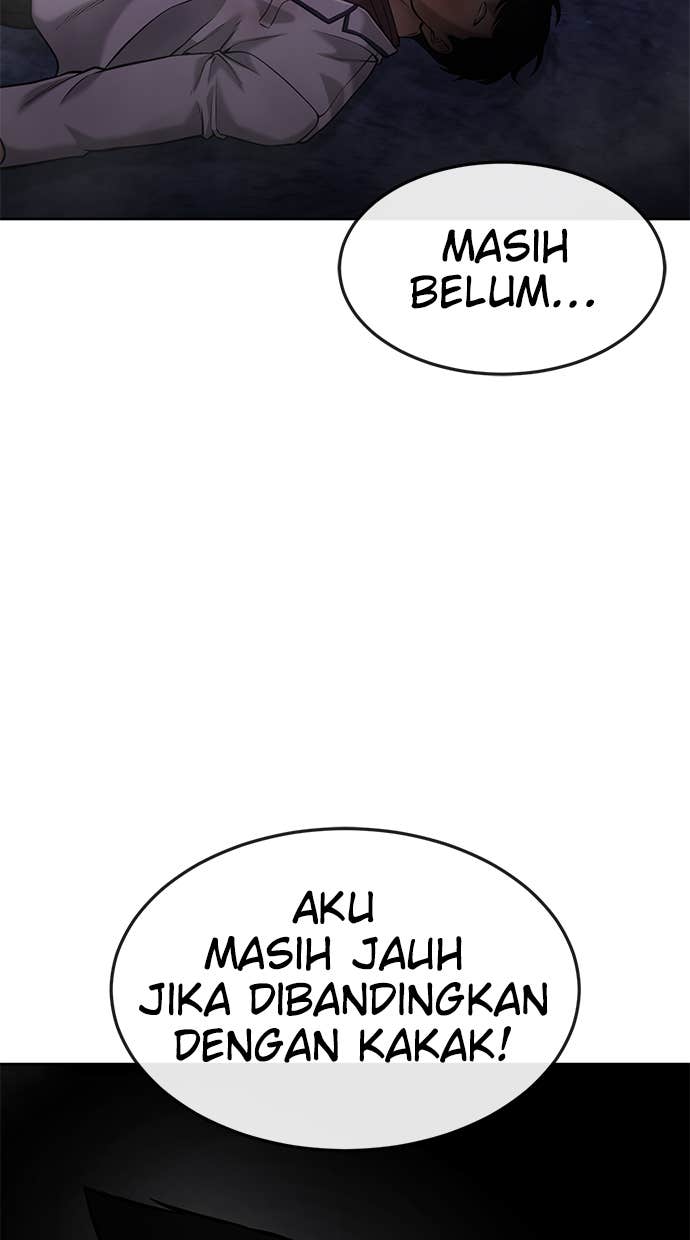 MASIH
BELUM...
AKU
MASIH JAUH
JIKA DIBANDINGKAN
DENGAN KAKAK!